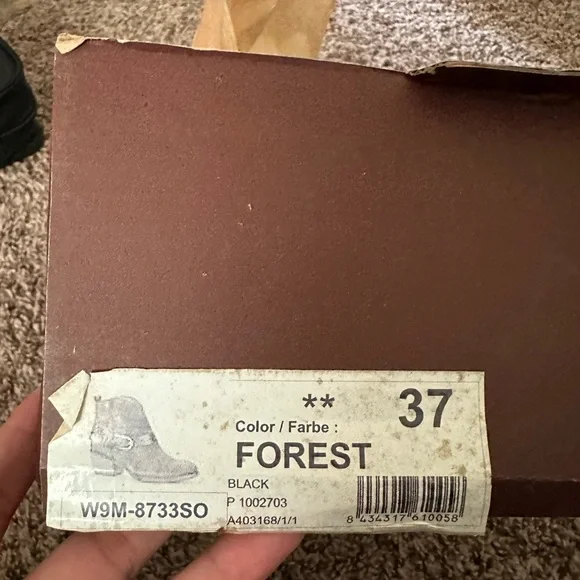 ** 37
Color / Farbe :
FOREST
BLACK
W9M-8733SO
P 1002703
A403168/1/1
8 434317 610058